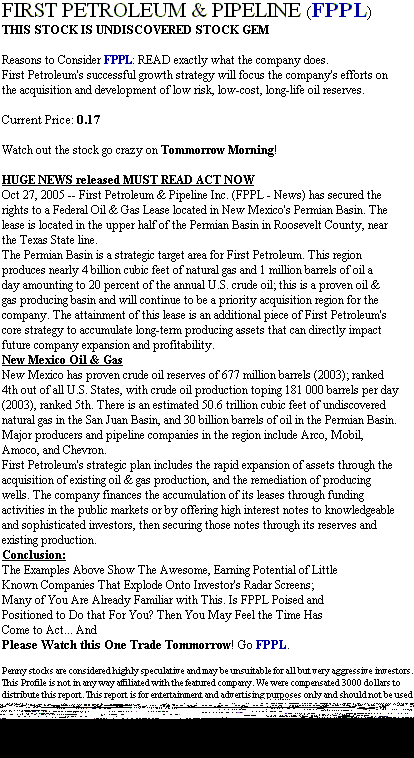 FIRST PETROLEUM & PIPELINE (FPPL)
THIS STOCK IS UNDISCOVERED STOCK GEM
Reasons to Consider FPPL: READ exactly what the company does.
First Petroleum's successful growth strategy will focus the company's efforts on
the acquisition and development of low risk, low-cost, long-life oil reserves.
Current Price: 0.17
Watch out the stock go crazy on Tommorrow Morning!
HUGE NEWS released MUST READ ACT NOW
Oct 27, 2005 -- First Petroleum & Pipeline Inc. (FPPL - News) has secured the
rights to a Federal Oil & Gas Lease located in New Mexico's Permian Basin. The
lease is located in the upper half of the Permian Basin in Roosevelt County, near
the Texas State line.
The Permian Basin is a strategic target area for First Petroleum. This region
produces nearly 4 billion cubic feet of natural gas and 1 million barrels of oil a
day amounting to 20 percent of the annual U.S. crude oil; this is a proven oil &
gas producing basin and will continue to be a priority acquisition region for the
company. The attainment of this lease is an additional piece of First Petroleum's
core strategy to accumulate long-term producing assets that can directly impact
future company expansion and profitability.
New Mexico Oil & Gas
New Mexico has proven crude oil reserves of 677 million barrels (2003); ranked
4th out of all U.S. States, with crude oil production toping 181 000 barrels per day
(2003), ranked 5th. There is an estimated 50.6 trillion cubic feet of undiscovered
natural gas in the San Juan Basin, and 30 billion barrels of oil in the Permian Basin.
Major producers and pipeline companies in the region include Arco, Mobil,
Amoco, and Chevron.
First Petroleum's strategic plan includes the rapid expansion of assets through the
acquisition of existing oil & gas production, and the remediation of producing
wells. The company finances the accumulation of its leases through funding
activities in the public markets or by offering high interest notes to knowledgeable
and sophisticated investors, then securing those notes through its reserves and
existing production.
Conclusion:
The Examples Above Show The Awesome, Earning Potential of Little
Known Companies That Explode Onto Investor's Radar Screens;
Many of You Are Already Familiar with This. Is FPPL Poised and
Positioned to Do that For You? Then You May Feel the Time Has
Come to Act... And
Please Watch this One Trade Tommorrow! Go FPPL.
Penny stocks are considered highly speculative and may be unsuitable for all but very aggressive investors.
This Profile is not in any way affiliated with the featured company. We were compensated 3000 dollars to
distribute this report. This report is for entertainment and advertising purposes only and should not be used